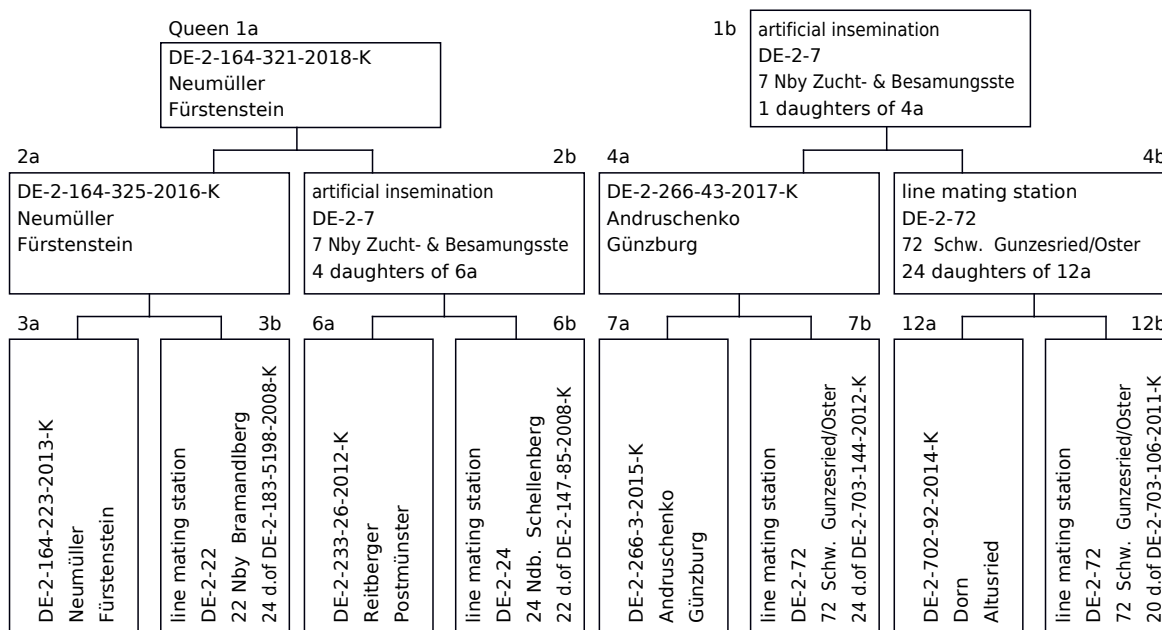 Queen 1a
DE-2-164-321-2018-K
Neumüller
Fürstenstein
1b
artificial insemination
DE-2-7
7 Nby Zucht- & Besamungsste
1 daughters of 4a
2a
DE-2-164-325-2016-K
Neumüller
Fürstenstein
2b
artificial insemination
DE-2-7
7 Nby Zucht- & Besamungsste
4 daughters of 6a
4a
DE-2-266-43-2017-K
Andruschenko
Günzburg
4b
line mating station
DE-2-72
72 Schw. Gunzesried/Oster
24 daughters of 12a
3a
DE-2-164-223-2013-K
Neumüller
Fürstenstein
3b
line mating station
DE-2-22
22 Nby Bramandlberg
24 d.of DE-2-183-5198-2008-K
6a
DE-2-233-26-2012-K
Reitberger
Postmünster
6b
line mating station
DE-2-24
24 Ndb. Schellenberg
22 d.of DE-2-147-85-2008-K
7a
DE-2-266-3-2015-K
Andruschenko
Günzburg
7b
line mating station
DE-2-72
72 Schw. Gunzesried/Oster
24 d.of DE-2-703-144-2012-K
12a
DE-2-702-92-2014-K
Dorn
Altusried
12b
line mating station
DE-2-72
72 Schw. Gunzesried/Oster
20 d.of DE-2-703-106-2011-K